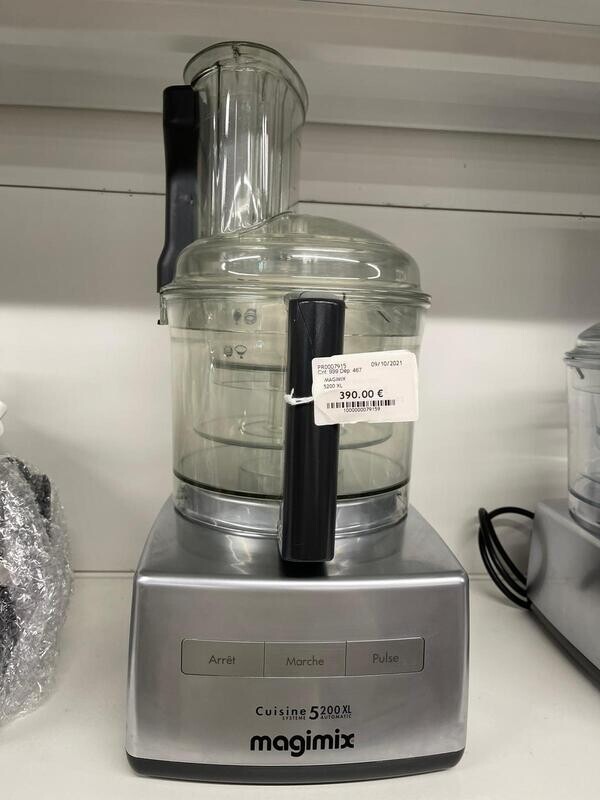 PR0007915 09/10/2021
Cnt. 999 Dép. 467
MAGIMIX
5200 XL
390.00 €
1000000079159
Arrêt Marche Pulse
Cuisine 5200 XL
SYSTEME AUTOMATIC
magimix